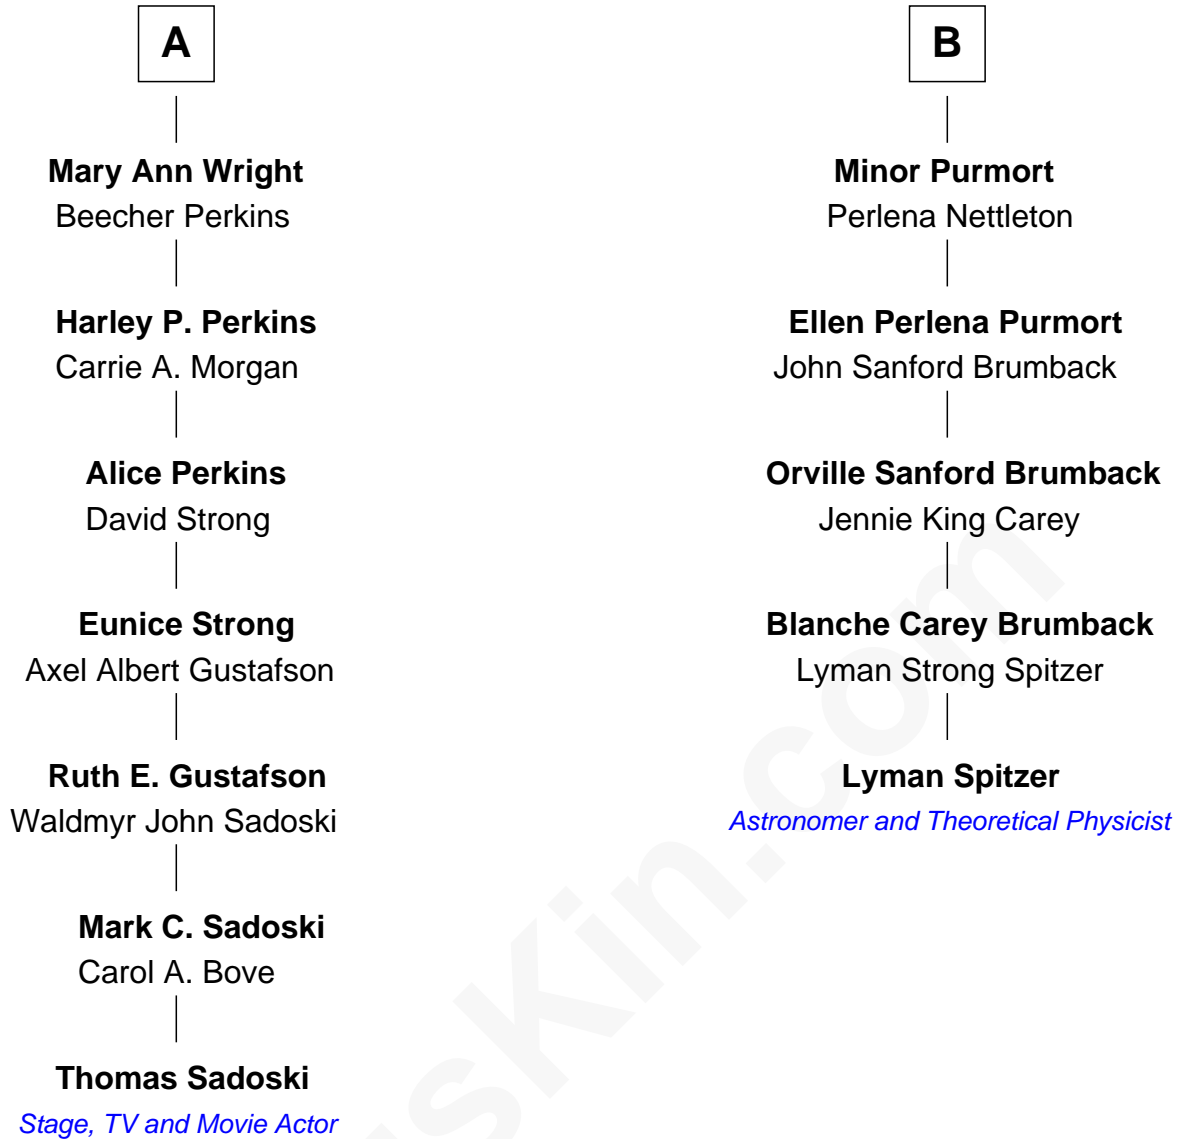 A
Mary Ann Wright
Beecher Perkins
Harley P. Perkins
Carrie A. Morgan
Alice Perkins
David Strong
Eunice Strong
Axel Albert Gustafson
Ruth E. Gustafson
Waldmyr John Sadoski
Mark C. Sadoski
Carol A. Bove
Thomas Sadoski
Stage, TV and Movie Actor
B
Minor Purmort
Perlena Nettleton
Ellen Perlena Purmort
John Sanford Brumback
Orville Sanford Brumback
Jennie King Carey
Blanche Carey Brumback
Lyman Strong Spitzer
Lyman Spitzer
Astronomer and Theoretical Physicist
usKin.com